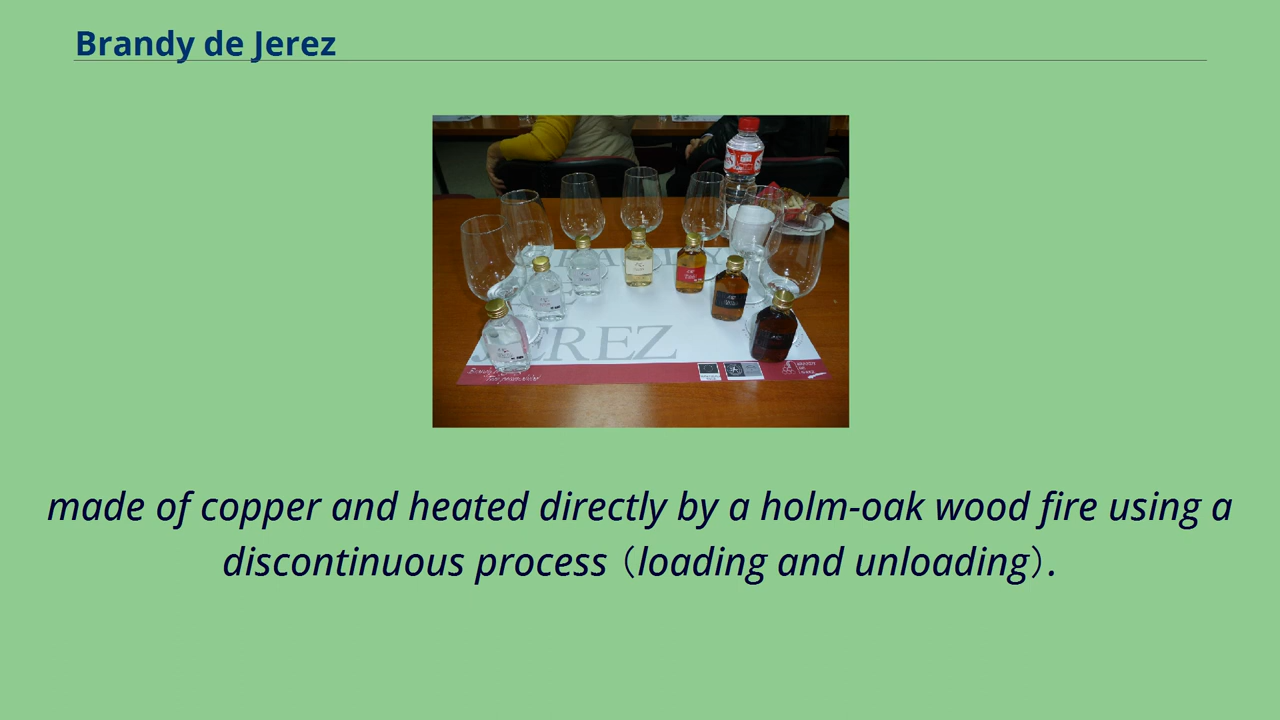 Brandy de Jerez
JEREZ
made of copper and heated directly by a holm-oak wood fire using a
discontinuous process（loading and unloading）.